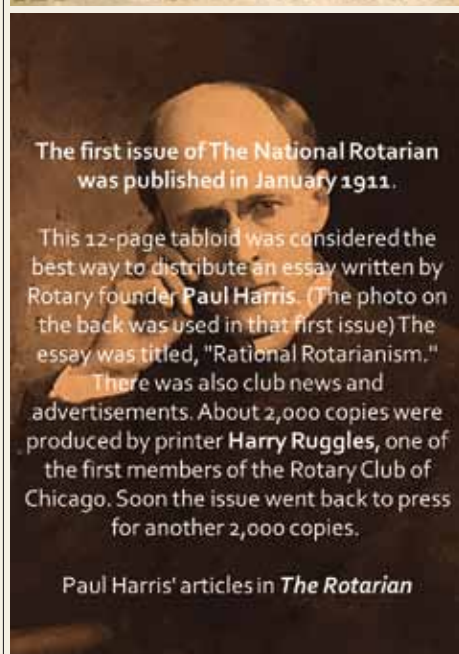 The first issue of The National Rotarian
was published in January 1911.
This 12-page tabloid was considered the
best way to distribute an essay written by
Rotary founder Paul Harris. (The photo on
the back was used in that first issue) The
essay was titled, "Rational Rotarianism."
There was also club news and
advertisements. About 2,000 copies were
produced by printer Harry Ruggles, one of
the first members of the Rotary Club of
Chicago. Soon the issue went back to press
for another 2,000 copies.
Paul Harris' articles in The Rotarian